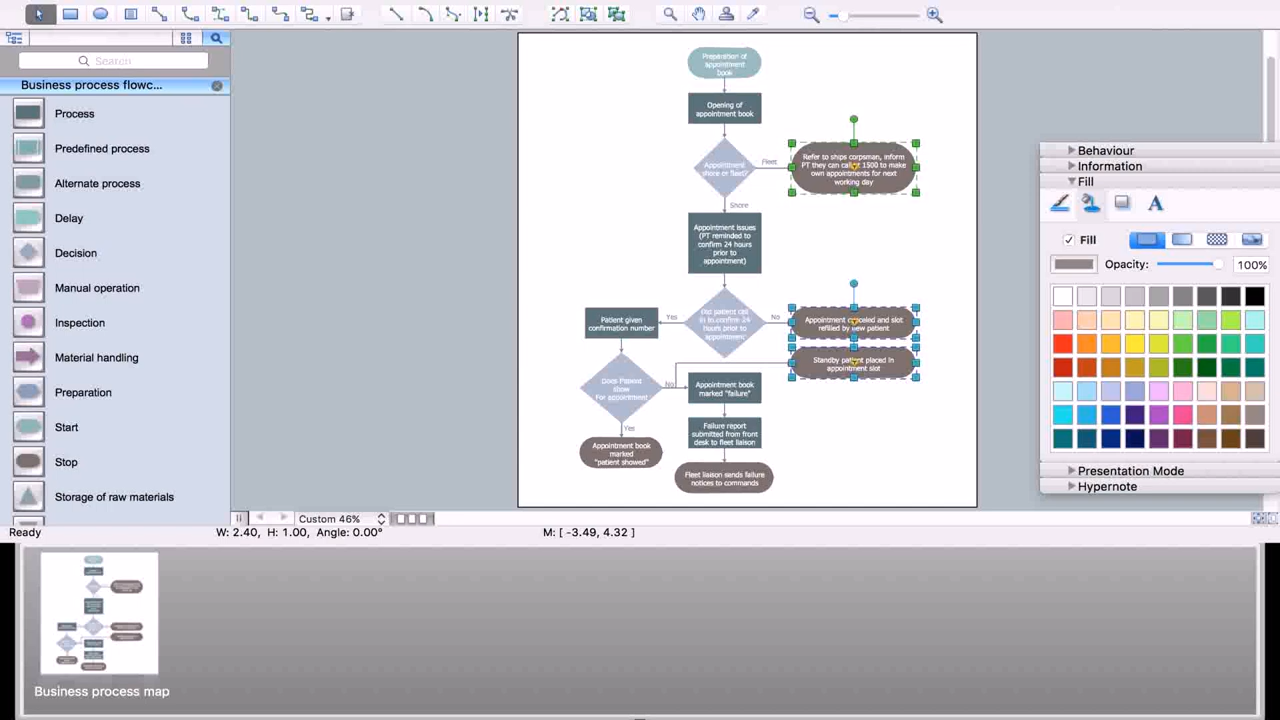 Search
Business process flowc...
Process
Predefined process
Alternate process
Delay
Decision
Manual operation
Inspection
Material handling
Preparation
Start
Stop
Storage of raw materials
Preparation of
appointment
book
Opening of
appointment book
Appointment
shore or fleet?
Fleet
Refer to ships corpsman, inform
PT they can call 1500 to make
own appointments for next
working day
Shore
Appointment issues
(PT reminded to
confirm 24 hours
prior to
appointment)
Patient given
confirmation number
Yes
Did patient call
in to confirm 24
hours prior to
appointment
No
Appointment canceled and slot
refilled by new patient
Standby patient placed in
appointment slot
Does Patient
show
For appointment
No
Appointment book
marked "failure"
Yes
Failure report
submitted from front
desk to fleet liaison
Appointment book
marked
"patient showed"
Fleet liaison sends failure
notices to commands
Behaviour
Information
Fill
A
Fill
Opacity:
100%
Presentation Mode
Hypernote
Custom 46%
Ready
W: 2.40, H: 1.00, Angle: 0.00°
M: [ -3.49, 4.32 ]
Business process map